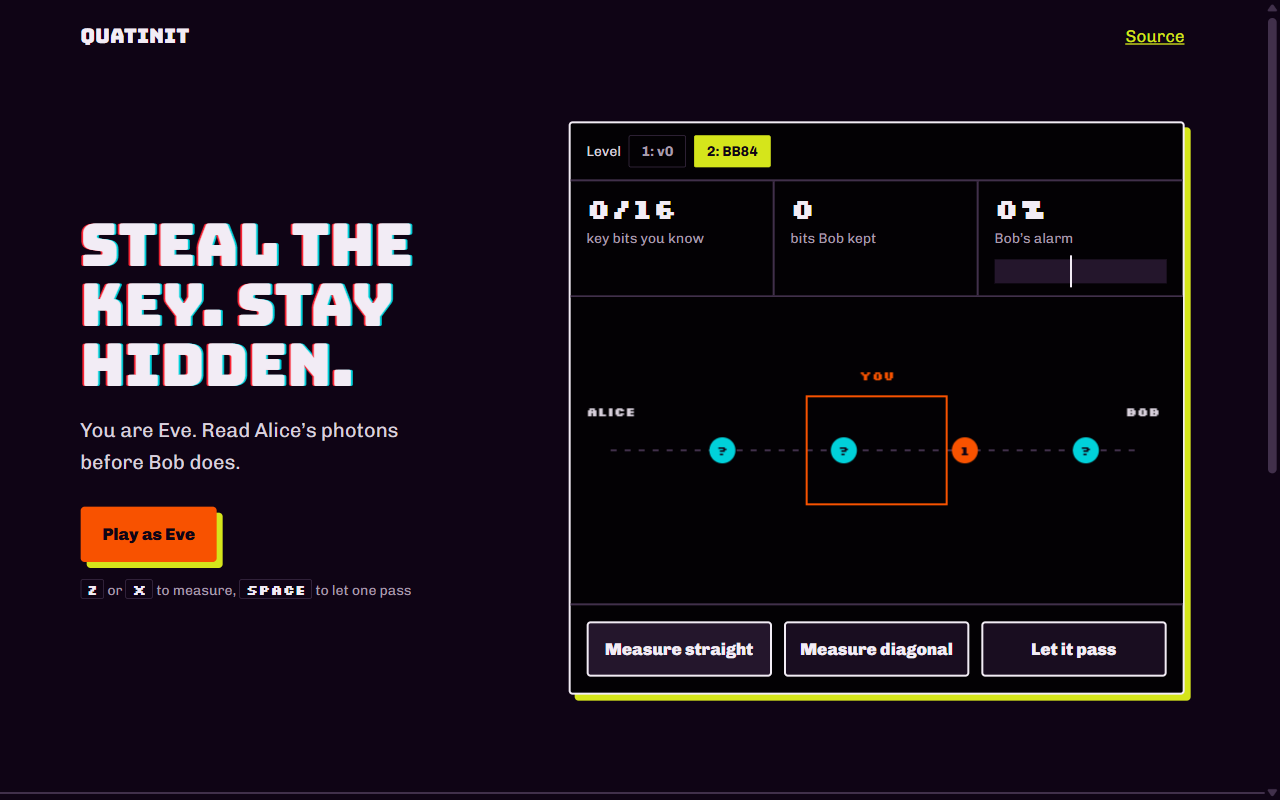 QUATINIT
Source
STEAL THE
KEY. STAY
HIDDEN.
You are Eve. Read Alice's photons
before Bob does.
Play as Eve
Z or X to measure, SPACE to let one pass
Level 1: v0 2: BB84
0/16
key bits you know
0
bits Bob kept
0%
Bob's alarm
YOU
ALICE
BOB
? ? 1 ?
Measure straight
Measure diagonal
Let it pass